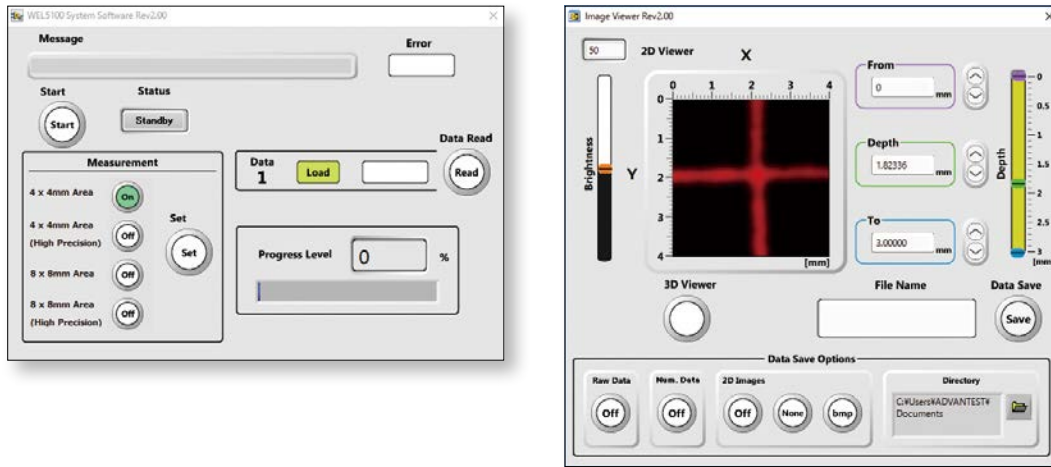 WEL5100 System Software Rev2.00
Message
Error
Start
Status
Start
Standby
Data Read
Measurement
Data
1
Load
Read
4 x 4mm Area
On
4 x 4mm Area
(High Precision)
Off
Set
Set
8 x 8mm Area
Off
8 x 8mm Area
(High Precision)
Off
Progress Level
0
%
Image Viewer Rev2.00
50
2D Viewer
X
0 1 2 3 4
Brightness
Y
0
1
2
3
4
[mm]
From
0
mm
Depth
1.82336
mm
To
3.00000
mm
Depth
0
0.5
1
1.5
2
2.5
3
[mm]
3D Viewer
File Name
Data Save
Save
Data Save Options
Raw Data
Off
Num. Data
Off
2D Images
Off
None
bmp
Directory
C:¥Users¥ADVANTEST¥
Documents